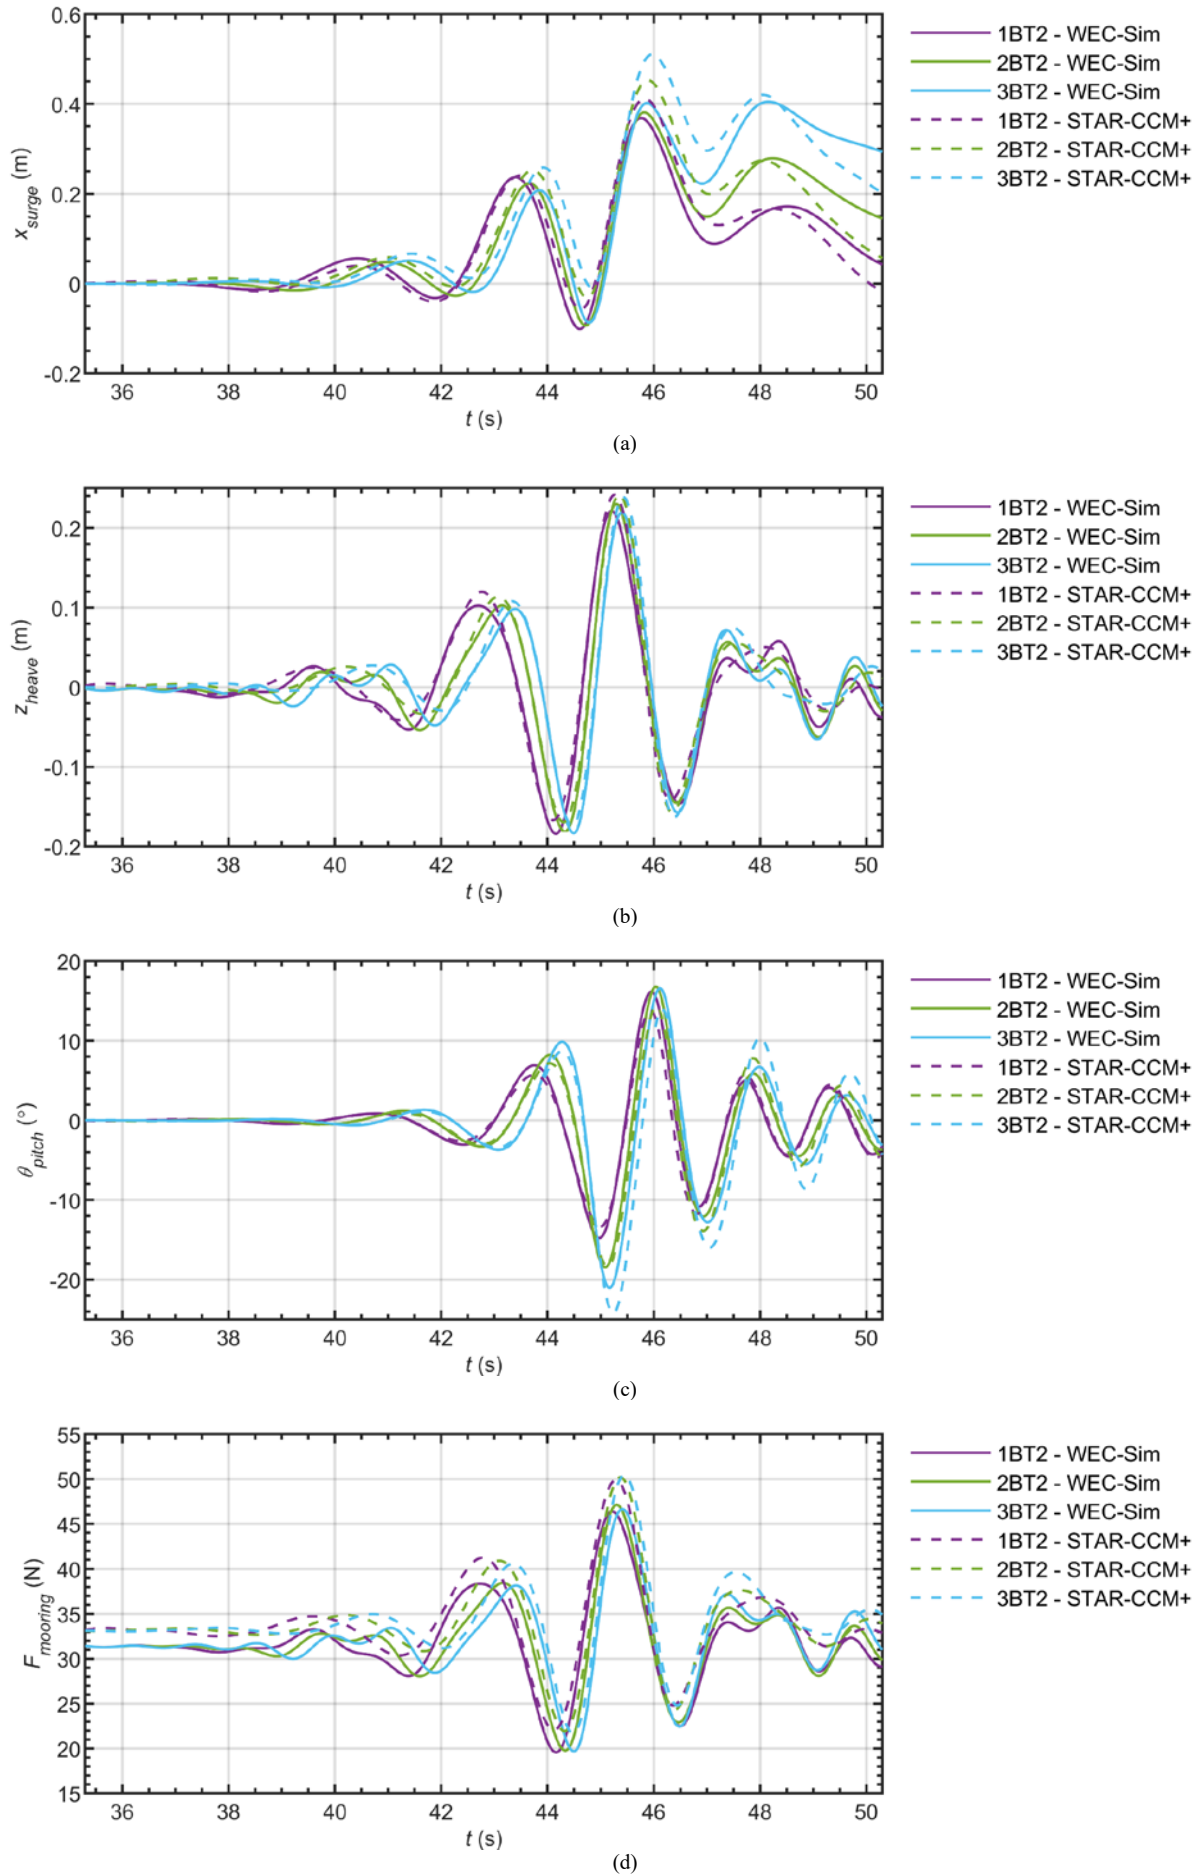 0.6
0.4
0.2
0
-0.2
x surge (m)
36 38 40 42 44 46 48 50
t (s)
1BT2 - WEC-Sim
2BT2 - WEC-Sim
3BT2 - WEC-Sim
1BT2 - STAR-CCM+
2BT2 - STAR-CCM+
3BT2 - STAR-CCM+
(a)
0.2
0.1
0
-0.1
-0.2
z heave (m)
36 38 40 42 44 46 48 50
t (s)
1BT2 - WEC-Sim
2BT2 - WEC-Sim
3BT2 - WEC-Sim
1BT2 - STAR-CCM+
2BT2 - STAR-CCM+
3BT2 - STAR-CCM+
(b)
20
10
0
-10
-20
θ pitch (°)
36 38 40 42 44 46 48 50
t (s)
1BT2 - WEC-Sim
2BT2 - WEC-Sim
3BT2 - WEC-Sim
1BT2 - STAR-CCM+
2BT2 - STAR-CCM+
3BT2 - STAR-CCM+
(c)
55
50
45
40
35
30
25
20
15
F mooring (N)
36 38 40 42 44 46 48 50
t (s)
1BT2 - WEC-Sim
2BT2 - WEC-Sim
3BT2 - WEC-Sim
1BT2 - STAR-CCM+
2BT2 - STAR-CCM+
3BT2 - STAR-CCM+
(d)